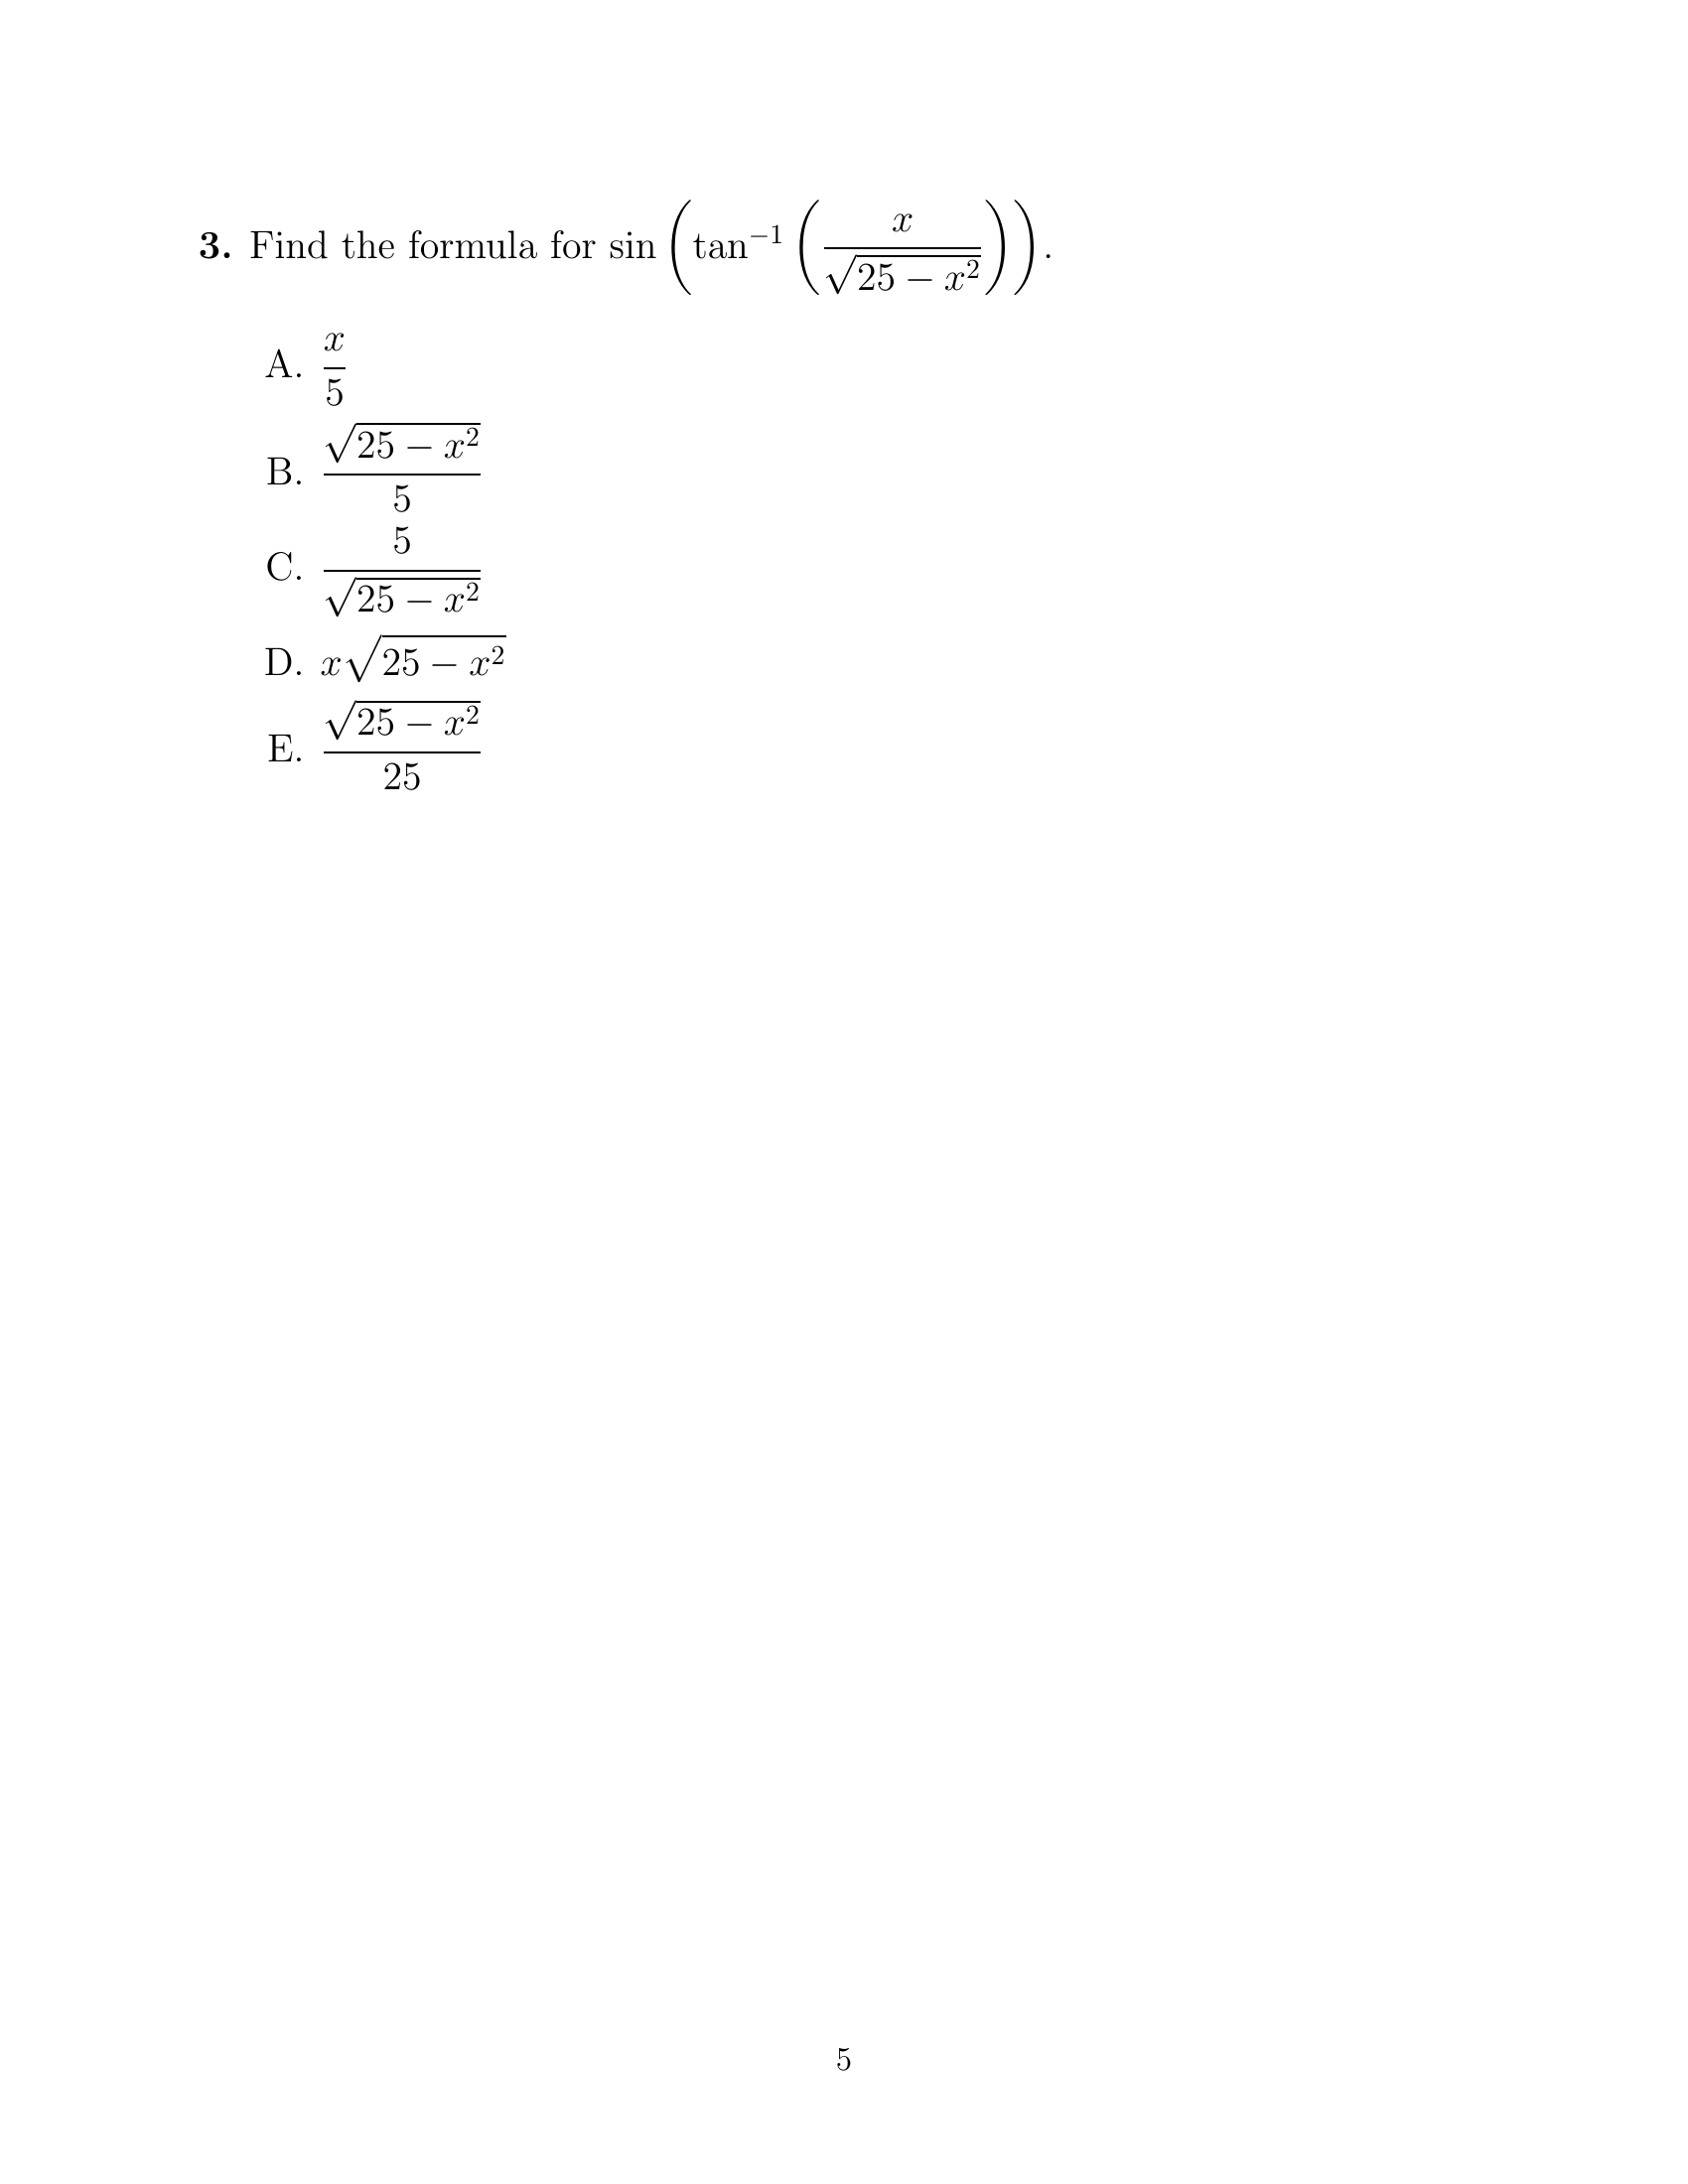 3. Find the formula for $\sin\left(\tan^{-1}\left(\frac{x}{\sqrt{25-x^2}}\right)\right)$.
A. $\frac{x}{5}$
B. $\frac{\sqrt{25-x^2}}{5}$
C. $\frac{5}{\sqrt{25-x^2}}$
D. $x\sqrt{25-x^2}$
E. $\frac{\sqrt{25-x^2}}{25}$
5